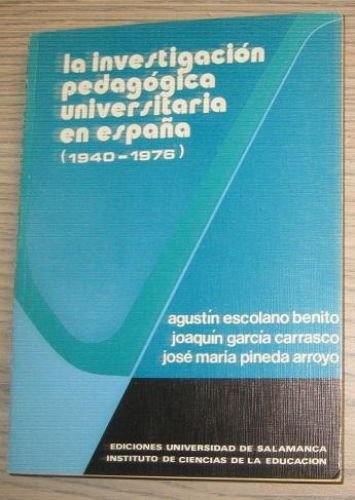 la investigación
pedagógica
universitaria
en españa
(1940-1976)
agustín escolano benito
joaquín garcía carrasco
josé maría pineda arroyo
EDICIONES UNIVERSIDAD DE SALAMANCA
INSTITUTO DE CIENCIAS DE LA EDUCACION